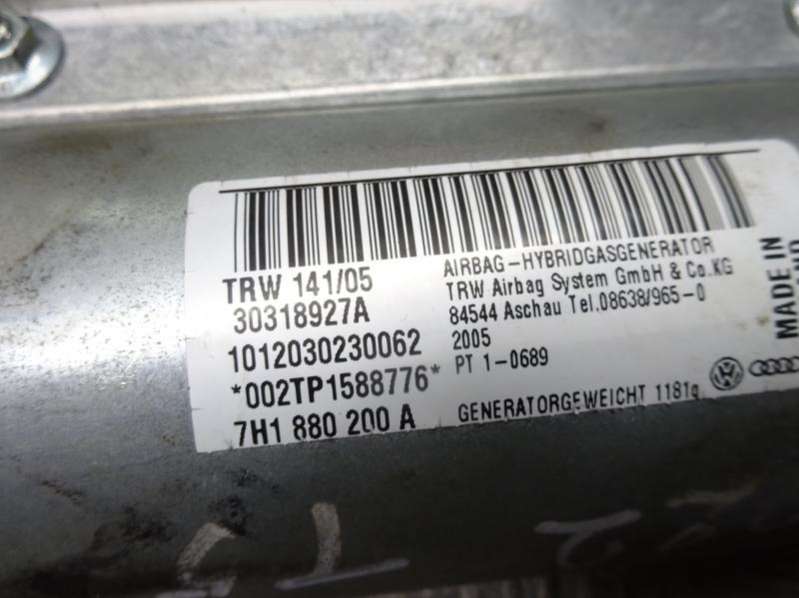 TRW 141/05
30318927A
1012030230062
*002TP1588776*
7H1 880 200 A
AIRBAG-HYBRIDGASGENERATOR
TRW Airbag System GmbH & Co.KG
84544 Aschau Tel.08638/965-0
2005
PT 1-0689
GENERATORGEWEICHT 1181g
MADE IN